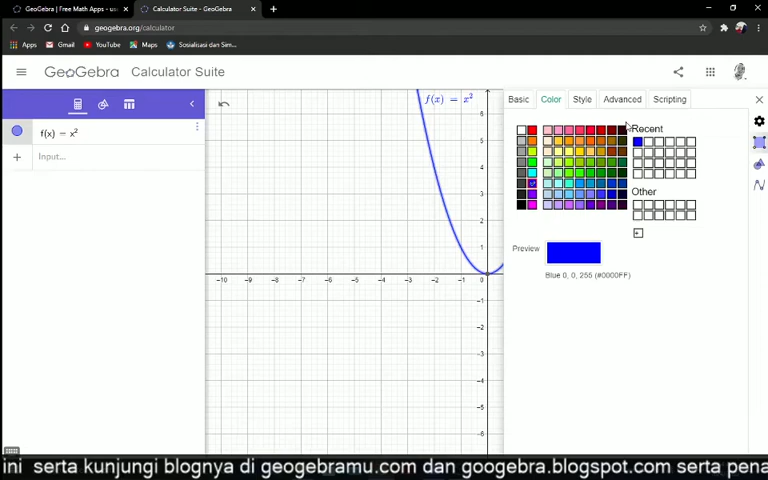 GeoGebra | Free Math Apps - us
Calculator Suite - GeoGebra
geogebra.org/calculator
Apps
Gmail
YouTube
Maps
Sosialisasi dan Sim...
GeoGebra
Calculator Suite
f(x) = x²
Input...
f(x) = x²
6
5
4
3
2
1
-10 -9 -8 -7 -6 -5 -4 -3 -2 -1 0
-1
-2
-3
-4
-5
-6
Basic Color Style Advanced Scripting
Recent
Other
+
Preview
Blue 0, 0, 255 (#0000FF)
ini serta kunjungi blognya di geogebramu.com dan googebra.blogspot.com serta pena